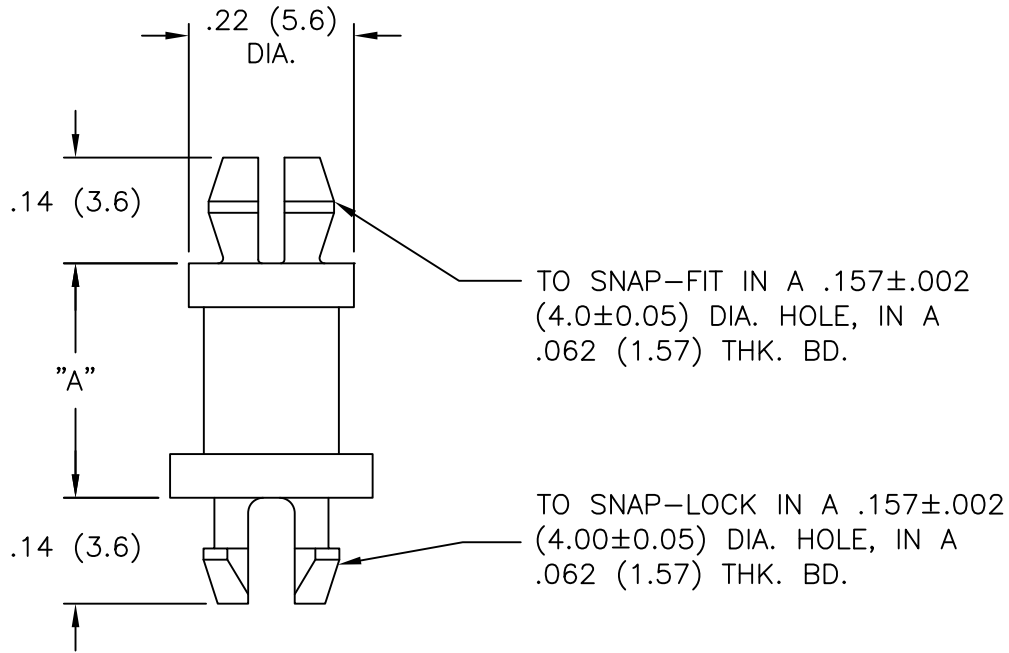 .22 (5.6)
DIA.
.14 (3.6)
TO SNAP-FIT IN A .157±.002
(4.0±0.05) DIA. HOLE, IN A
.062 (1.57) THK. BD.
"A"
TO SNAP-LOCK IN A .157±.002
(4.00±0.05) DIA. HOLE, IN A
.062 (1.57) THK. BD.
.14 (3.6)